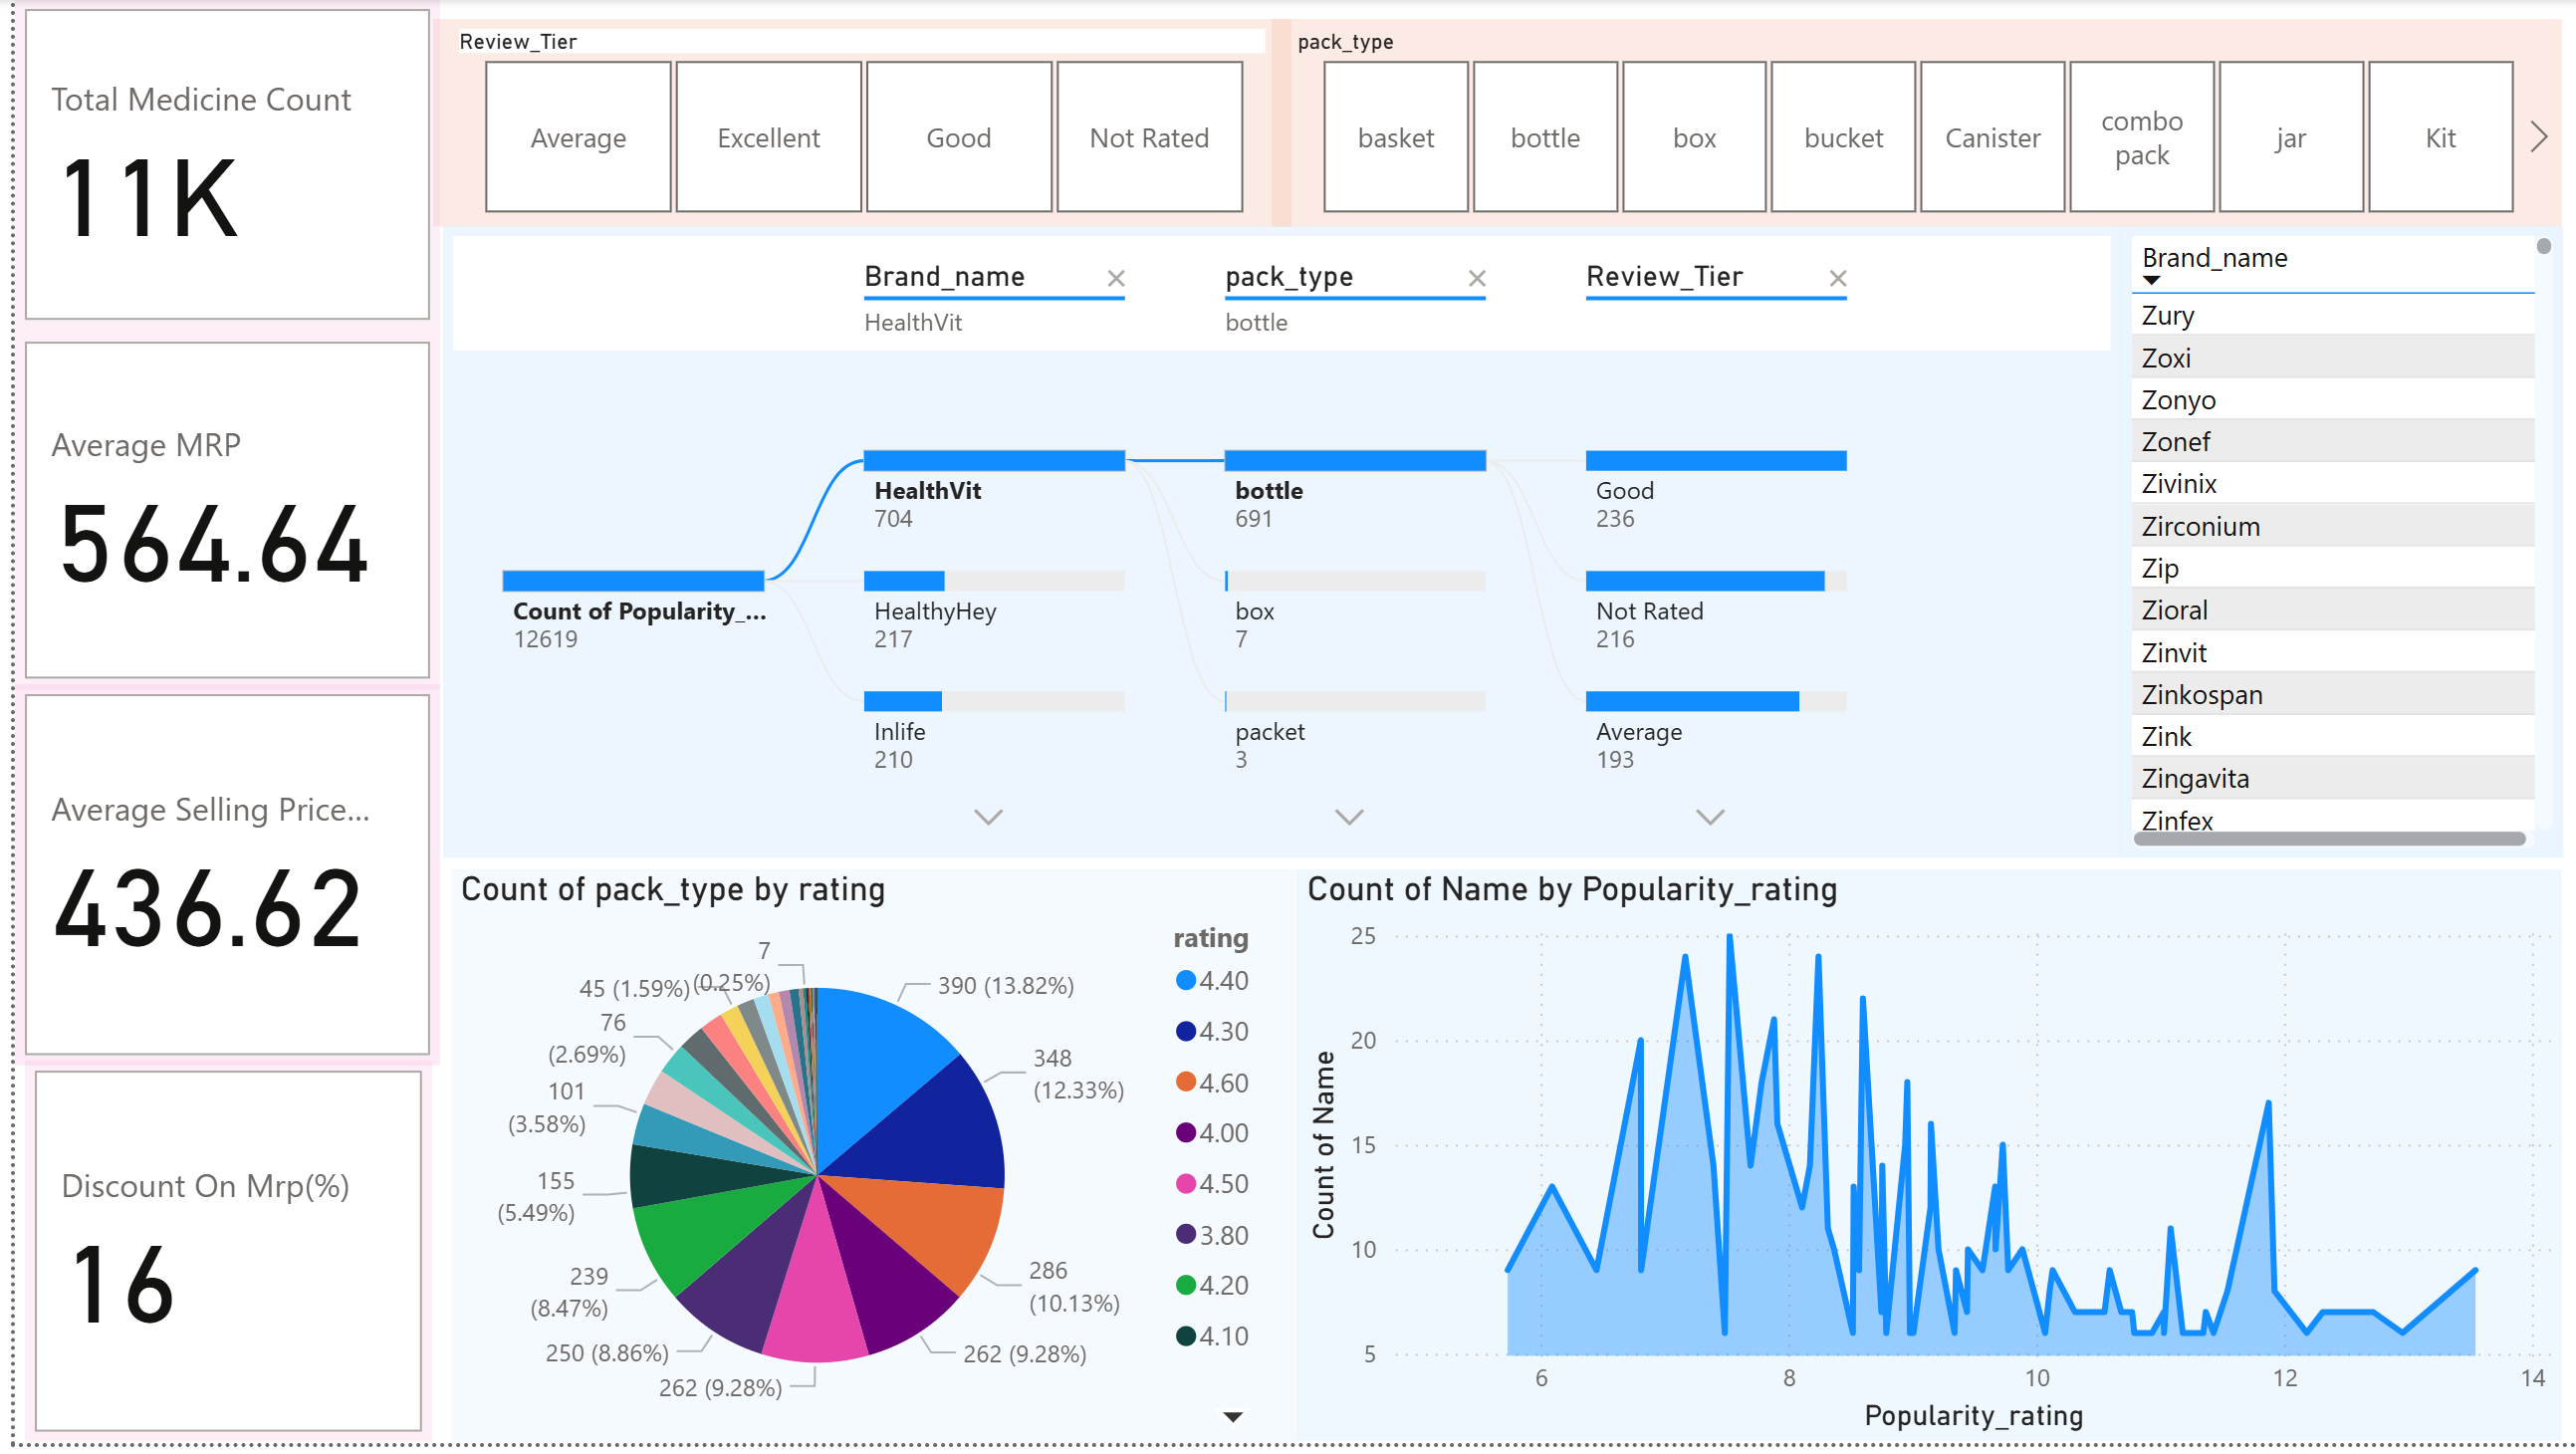 Total Medicine Count
11K
Average MRP
564.64
Average Selling Price...
436.62
Discount On Mrp(%)
16
Review_Tier
Average
Excellent
Good
Not Rated
pack_type
basket
bottle
box
bucket
Canister
combo
pack
jar
Kit
Brand_name
HealthVit
pack_type
bottle
Review_Tier
Count of Popularity_...
12619
HealthVit
704
HealthyHey
217
Inlife
210
bottle
691
box
7
packet
3
Good
236
Not Rated
216
Average
193
Brand_name
Zury
Zoxi
Zonyo
Zonef
Zivinix
Zirconium
Zip
Zioral
Zinvit
Zinkospan
Zink
Zingavita
Zinfex
Count of pack_type by rating
390 (13.82%)
348
(12.33%)
286
(10.13%)
262 (9.28%)
262 (9.28%)
250 (8.86%)
239
(8.47%)
155
(5.49%)
101
(3.58%)
76
(2.69%)
45 (1.59%)
7
(0.25%)
rating
4.40
4.30
4.60
4.00
4.50
3.80
4.20
4.10
Count of Name by Popularity_rating
Count of Name
25
20
15
10
5
6
8
10
12
14
Popularity_rating